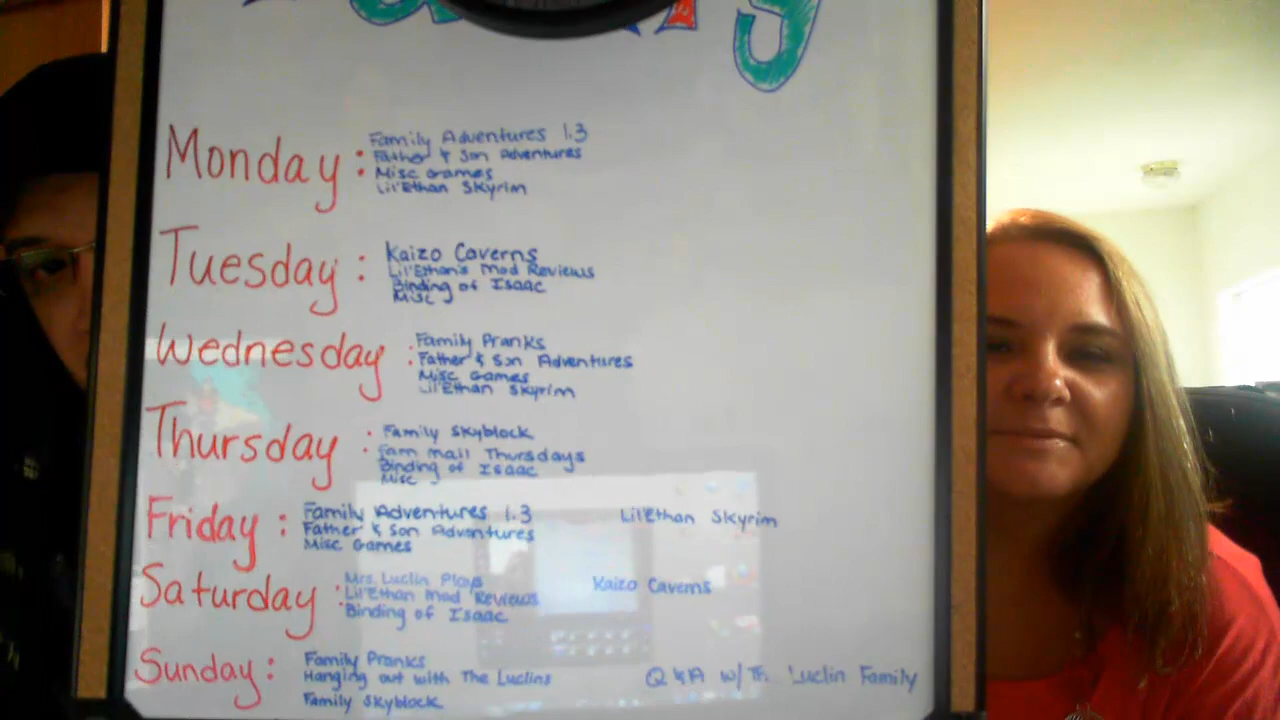 Monday: Family Adventures 1.3
Father & Son Adventures
Misc Games
Lil'Ethan Skyrim
Tuesday: Kaizo Caverns
Lil'Ethan's Mod Reviews
Binding of Isaac
Misc
Wednesday: Family Pranks
Father & Son Adventures
Misc Games
Lil'Ethan Skyrim
Thursday: Family Skyblock
Farm Mall Thursdays
Binding of Isaac
Misc
Friday: Family Adventures 1.3 Lil'Ethan Skyrim
Father & Son Adventures
Misc Games
Saturday: Mrs. Luclin Plays Kaizo Caverns
Lil'Ethan Mod Reviews
Binding of Isaac
Sunday: Family Pranks
Hanging out with The Luclins Q & A w/ Luclin Family
Family Skyblock